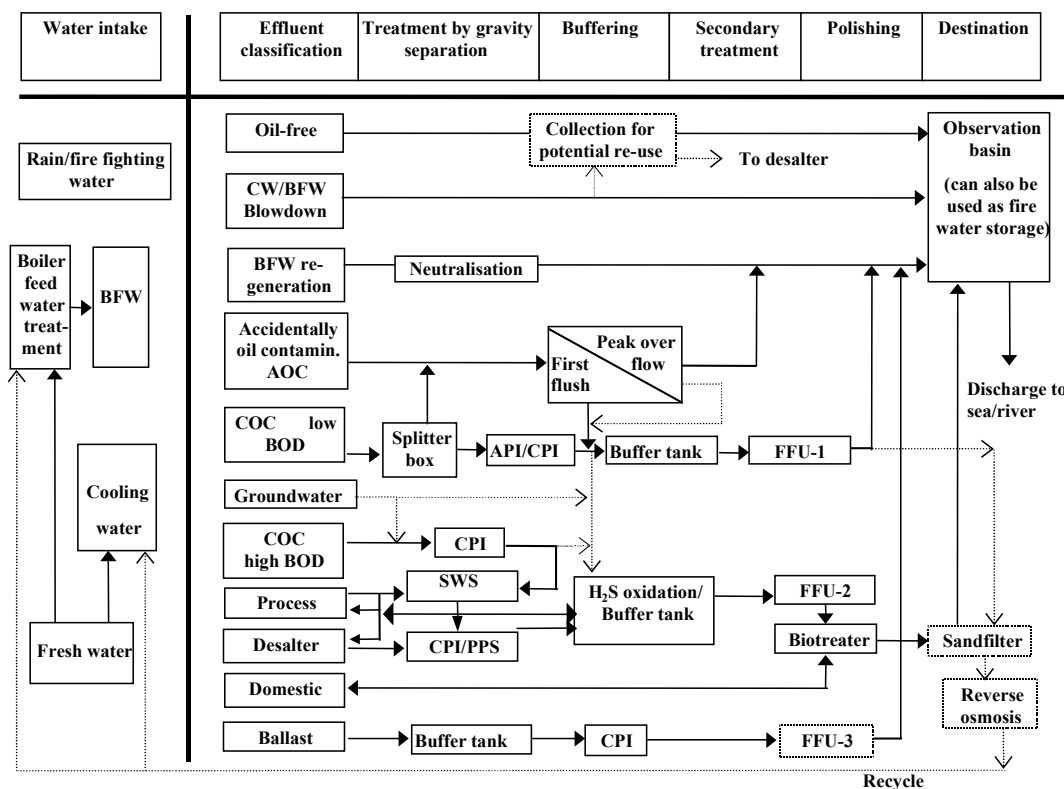 Water intake
Effluent
classification
Treatment by gravity
separation
Buffering
Secondary
treatment
Polishing
Destination
Rain/fire fighting
water
Boiler
feed
water
treat-
ment
BFW
Cooling
water
Fresh water
Oil-free
Collection for
potential re-use
To desalter
Observation
basin
(can also be
used as fire
water storage)
CW/BFW
Blowdown
BFW re-
generation
Neutralisation
Accidentally
oil contamin.
AOC
First
flush
Peak over
flow
Discharge to
sea/river
COC low
BOD
Splitter
box
API/CPI
Buffer tank
FFU-1
Groundwater
COC
high BOD
CPI
SWS
Process
H2S oxidation/
Buffer tank
FFU-2
Desalter
CPI/PPS
Biotreater
Sandfilter
Domestic
Reverse
osmosis
Ballast
Buffer tank
CPI
FFU-3
Recycle